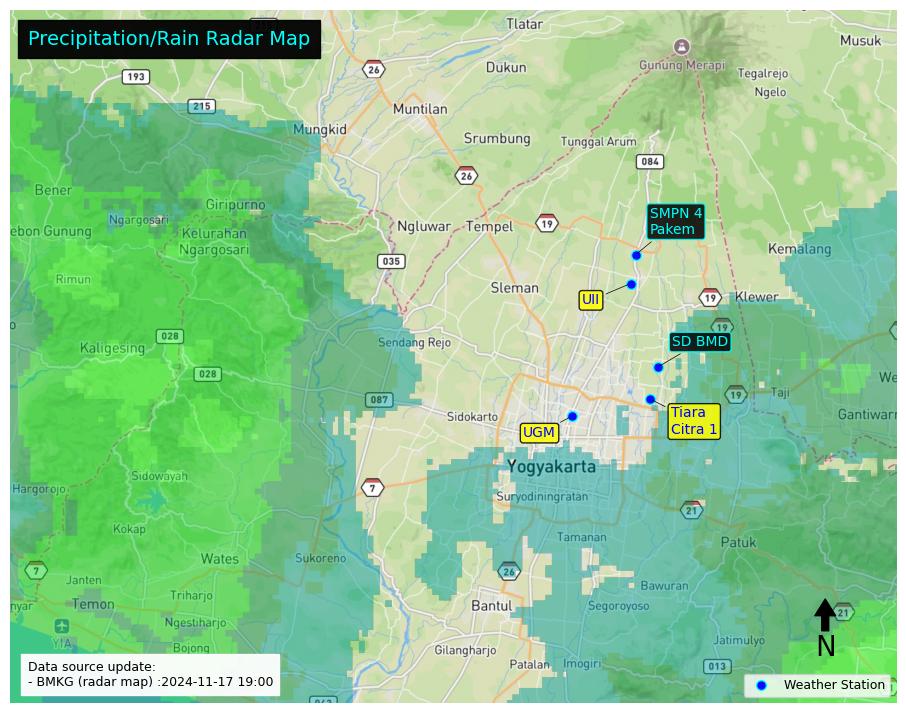 Precipitation/Rain Radar Map
Tlatar
Musuk
Gunung Merapi
Tegalrejo
Ngelo
26
193
215
Dukun
Muntilan
Mungkid
Srumbung
Tunggal Arum
084
26
Bener
Giripurno
Ngargosari
ebon Gunung
Kelurahan
Ngargosari
Ngluwar
Tempel
19
SMPN 4
Pakem
Kemalang
035
Rimun
Sleman
UII
19
Klewer
028
Kaligesing
Sendang Rejo
19
SD BMD
028
087
19
Taji
We
Gantiwarr
Sidokarto
UGM
Tiara
Citra 1
Yogyakarta
Sidowayah
Hargorojo
7
Suryodiningratan
21
Kokap
Tamanan
Patuk
Wates
Sukoreno
7
26
Janten
Bawuran
nyar
Temon
Triharjo
Bantul
Segoroyoso
21
Ngestiharjo
YIA
Bojong
Gilangharjo
Jatimulyo
N
Patalan
Imogiri
013
Data source update:
- BMKG (radar map) :2024-11-17 19:00
Weather Station